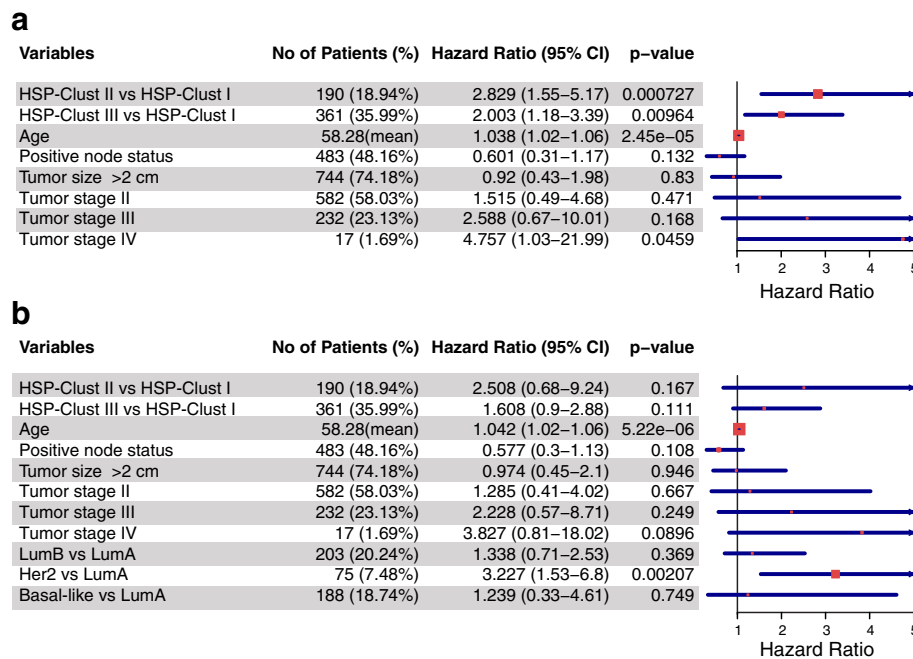 a
Variables No of Patients (%) Hazard Ratio (95% CI) p−value
HSP-Clust II vs HSP-Clust I 190 (18.94%) 2.829 (1.55−5.17) 0.000727
HSP-Clust III vs HSP-Clust I 361 (35.99%) 2.003 (1.18−3.39) 0.00964
Age 58.28(mean) 1.038 (1.02−1.06) 2.45e−05
Positive node status 483 (48.16%) 0.601 (0.31−1.17) 0.132
Tumor size >2 cm 744 (74.18%) 0.92 (0.43−1.98) 0.83
Tumor stage II 582 (58.03%) 1.515 (0.49−4.68) 0.471
Tumor stage III 232 (23.13%) 2.588 (0.67−10.01) 0.168
Tumor stage IV 17 (1.69%) 4.757 (1.03−21.99) 0.0459
1 2 3 4 5
Hazard Ratio
b
Variables No of Patients (%) Hazard Ratio (95% CI) p−value
HSP-Clust II vs HSP-Clust I 190 (18.94%) 2.508 (0.68−9.24) 0.167
HSP-Clust III vs HSP-Clust I 361 (35.99%) 1.608 (0.9−2.88) 0.111
Age 58.28(mean) 1.042 (1.02−1.06) 5.22e−06
Positive node status 483 (48.16%) 0.577 (0.3−1.13) 0.108
Tumor size >2 cm 744 (74.18%) 0.974 (0.45−2.1) 0.946
Tumor stage II 582 (58.03%) 1.285 (0.41−4.02) 0.667
Tumor stage III 232 (23.13%) 2.228 (0.57−8.71) 0.249
Tumor stage IV 17 (1.69%) 3.827 (0.81−18.02) 0.0896
LumB vs LumA 203 (20.24%) 1.338 (0.71−2.53) 0.369
Her2 vs LumA 75 (7.48%) 3.227 (1.53−6.8) 0.00207
Basal-like vs LumA 188 (18.74%) 1.239 (0.33−4.61) 0.749
1 2 3 4 5
Hazard Ratio